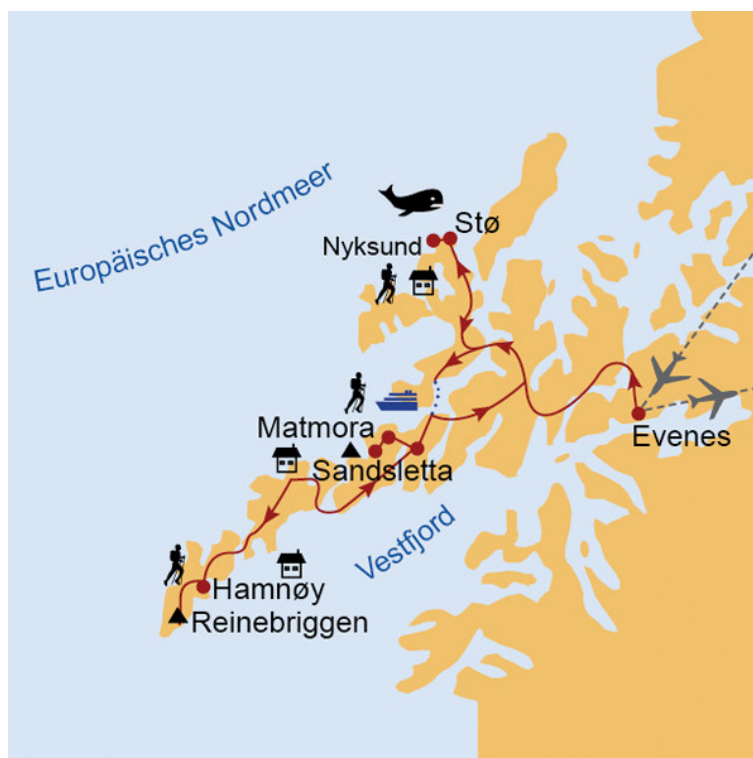 Europäisches Nordmeer
Stø
Nyksund
Matmora
Sandsletta
Evenes
Vestfjord
Hamnøy
Reinebriggen